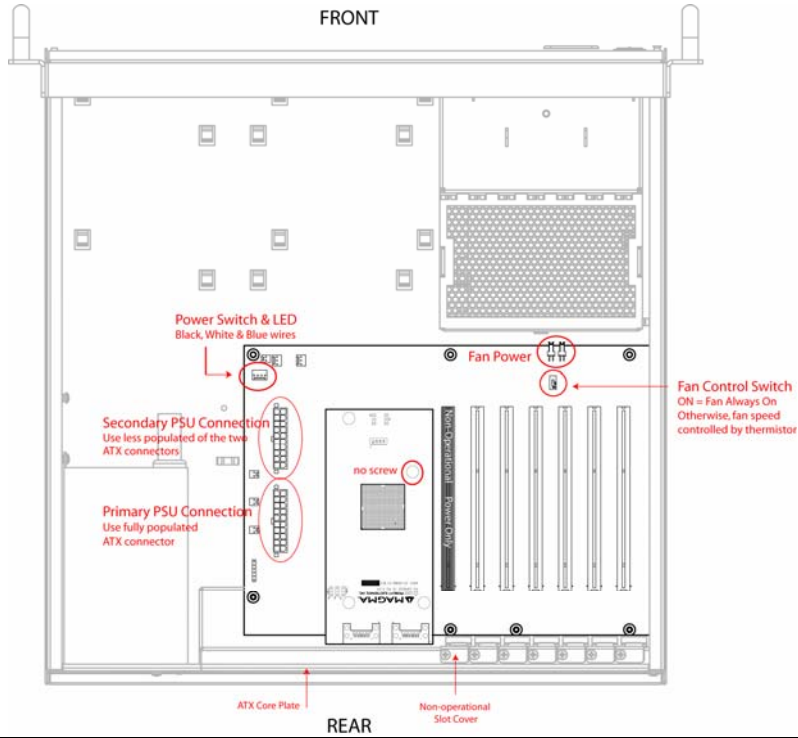 FRONT
Power Switch & LED
Black, White & Blue wires
Fan Power
Fan Control Switch
ON = Fan Always On
Otherwise, fan speed
controlled by thermistor
Secondary PSU Connection
Use less populated of the two
ATX connectors
no screw
Non-Operational Power Only
Primary PSU Connection
Use fully populated
ATX connector
MAGMA
ATX Core Plate
Non-operational
Slot Cover
REAR